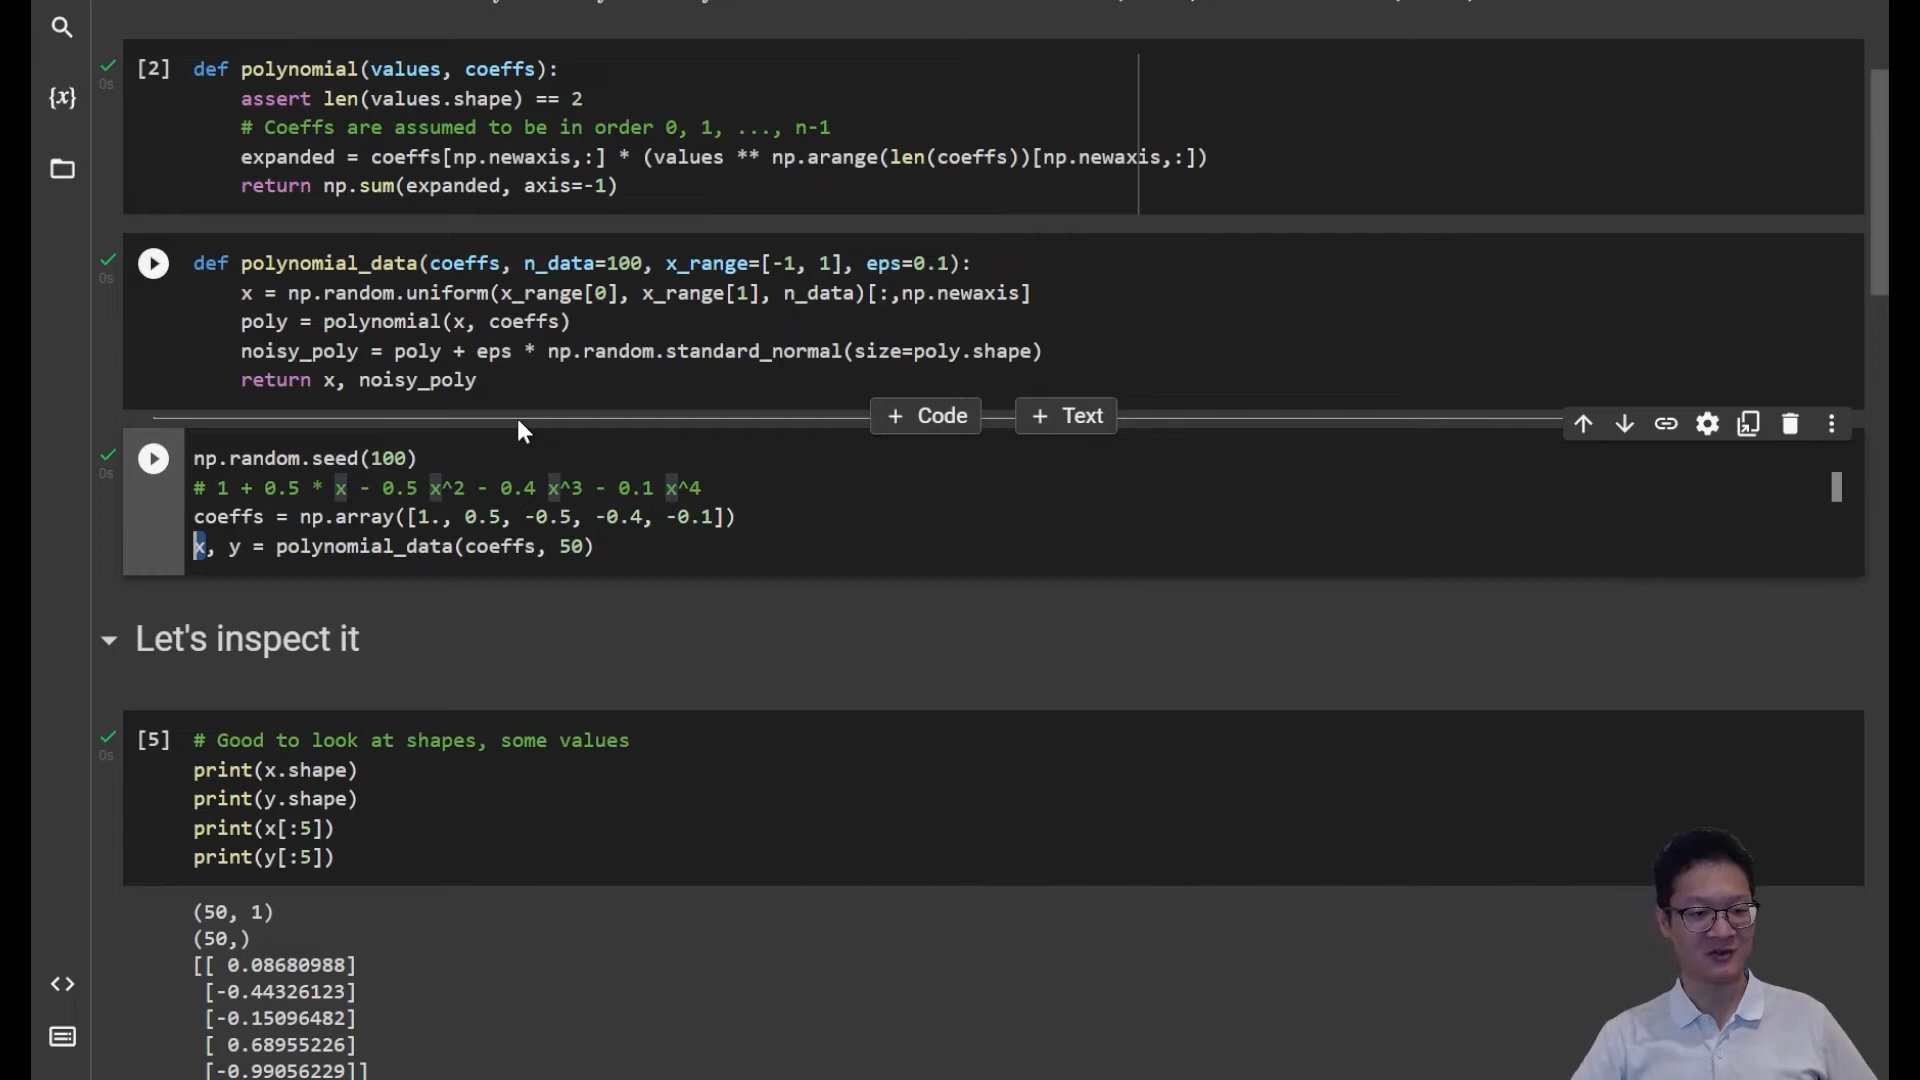 [2] def polynomial(values, coeffs):
assert len(values.shape) == 2
# Coeffs are assumed to be in order 0, 1, ..., n-1
expanded = coeffs[np.newaxis,:] * (values ** np.arange(len(coeffs))[np.newaxis,:])
return np.sum(expanded, axis=-1)
0s
{x}
def polynomial_data(coeffs, n_data=100, x_range=[-1, 1], eps=0.1):
x = np.random.uniform(x_range[0], x_range[1], n_data)[:,np.newaxis]
poly = polynomial(x, coeffs)
noisy_poly = poly + eps * np.random.standard_normal(size=poly.shape)
return x, noisy_poly
0s
+ Code
+ Text
np.random.seed(100)
# 1 + 0.5 * x - 0.5 x^2 - 0.4 x^3 - 0.1 x^4
coeffs = np.array([1., 0.5, -0.5, -0.4, -0.1])
x, y = polynomial_data(coeffs, 50)
0s
Let's inspect it
[5] # Good to look at shapes, some values
print(x.shape)
print(y.shape)
print(x[:5])
print(y[:5])
0s
(50, 1)
(50,)
[[ 0.08680988]
[-0.44326123]
[-0.15096482]
[ 0.68955226]
[-0.99056229]]